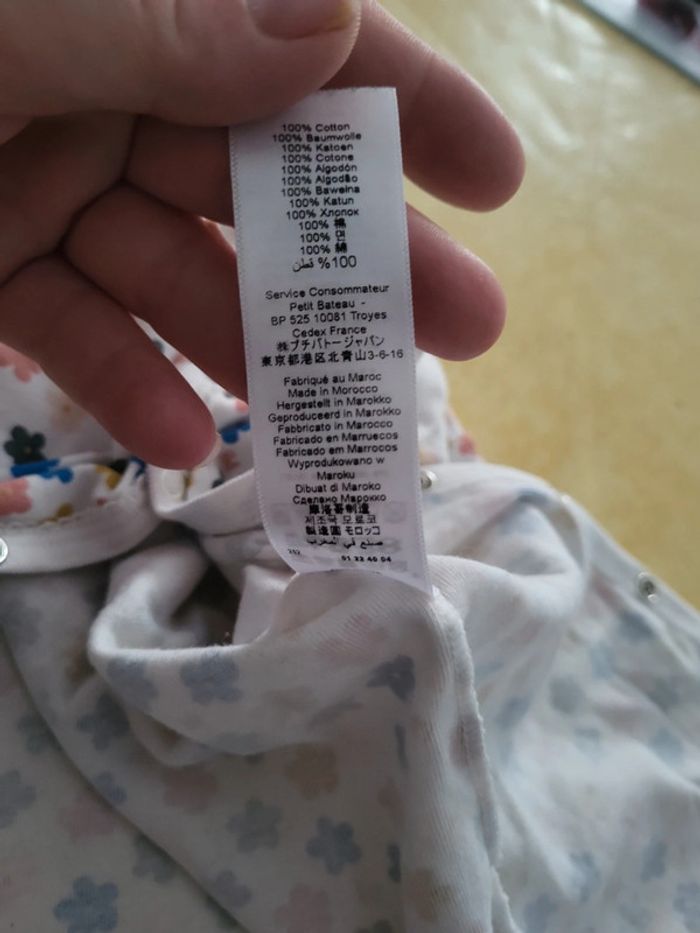 100% Cotton
100% Baumwolle
100% Katoen
100% Cotone
100% Algodón
100% Algodão
100% Bawełna
100% Katun
100% Хлопок
100% 棉
100% 면
100% 綿
100% قطن
Service Consommateur
Petit Bateau -
BP 525 10081 Troyes
Cedex France
㈱プチバトージャパン
東京都港区北青山3-6-16
Fabriqué au Maroc
Made in Morocco
Hergestellt in Marokko
Geproduceerd in Marokko
Fabbricato in Marocco
Fabricado en Marruecos
Fabricado em Marrocos
Wyprodukowano w
Maroku
Dibuat di Maroko
Сделано Марокко
摩洛哥制造
제조국 모로코
製造国 モロッコ
صنع في المغرب
01 22 40 04